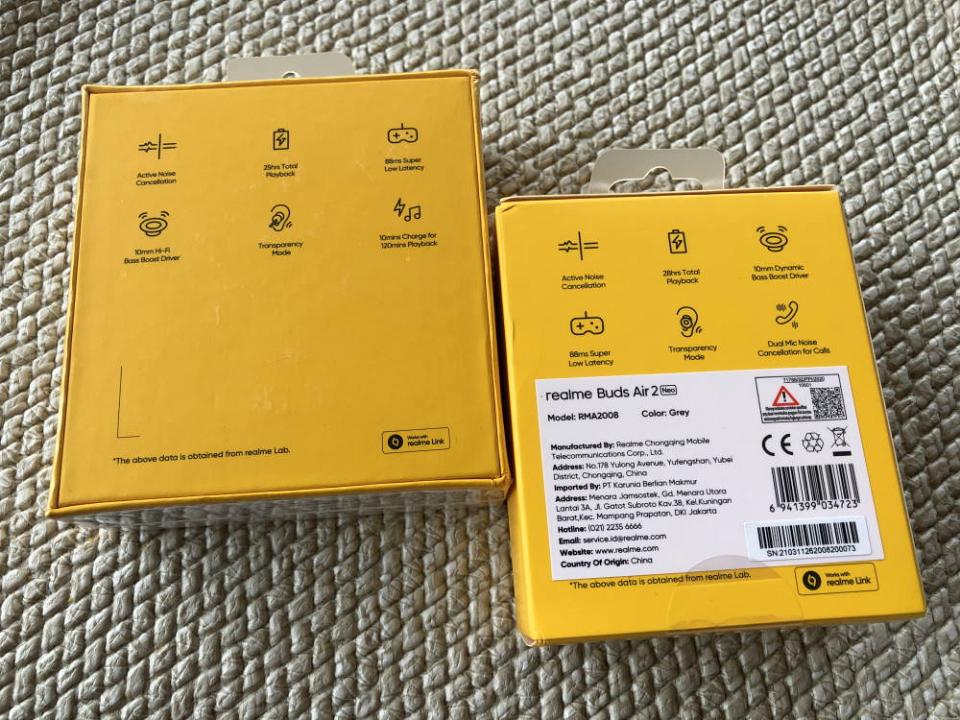 Active Noise
Cancellation
25hrs Total
Playback
88ms Super
Low Latency
10mm Hi-Fi
Bass Boost Driver
Transparency
Mode
10mins Charge for
120mins Playback
*The above data is obtained from realme Lab.
Works with
realme Link
Active Noise
Cancellation
28hrs Total
Playback
10mm Dynamic
Bass Boost Driver
88ms Super
Low Latency
Transparency
Mode
Dual Mic Noise
Cancellation for Calls
realme Buds Air 2 Neo
Model: RMA2008 Color: Grey
Manufactured By: Realme Chongqing Mobile
Telecommunications Corp., Ltd.
Address: No.178 Yulong Avenue, Yufengshan, Yubei
District, Chongqing, China
Imported By: PT Karunia Berlian Makmur
Address: Menara Jamsostek, Gd. Menara Utara
Lantai 3A, Jl. Gatot Subroto Kav.38, Kel.Kuningan
Barat,Kec. Mampang Prapatan, DKI Jakarta
Hotline: (021) 2235 6666
Email: service.id@realme.com
Website: www.realme.com
Country Of Origin: China
CE
6 941399 034723
SN:210311262008200073
*The above data is obtained from realme Lab.
Works with
realme Link